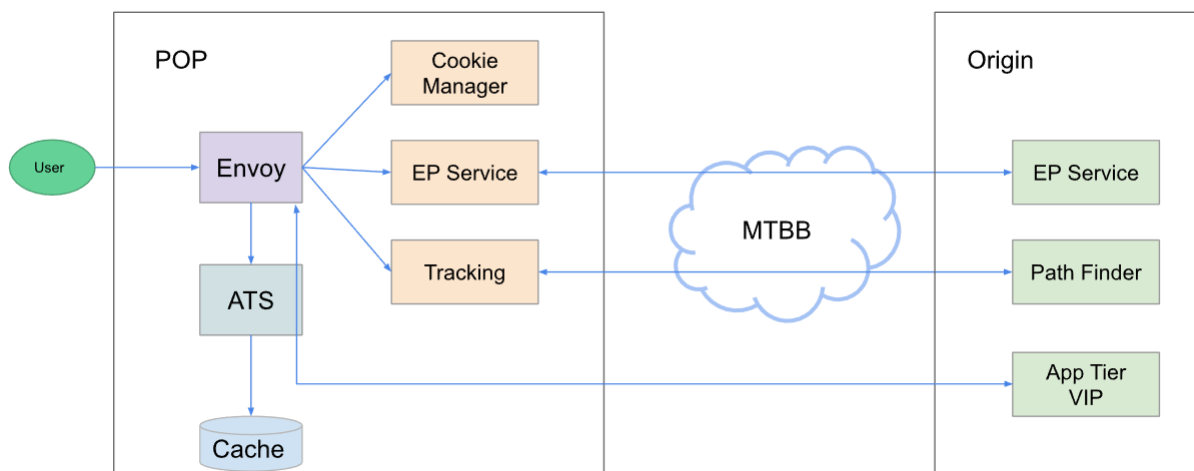 POP
Origin
Cookie
Manager
User
Envoy
EP Service
EP Service
MTBB
Tracking
Path Finder
ATS
App Tier
VIP
Cache